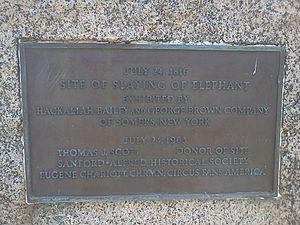 JULY 24, 1816
SITE OF SLAYING OF ELEPHANT
EXHIBITED BY
HACKALIAH BAILEY AND GEORGE BROWN COMPANY
OF SOMERS, NEW YORK
JULY 24, 1963
THOMAS J. SCOTT DONOR OF SITE
SANFORD-ALFRED HISTORICAL SOCIETY
EUGENE CHARIOTT CHRMN. CIRCUS FANS AMERICA